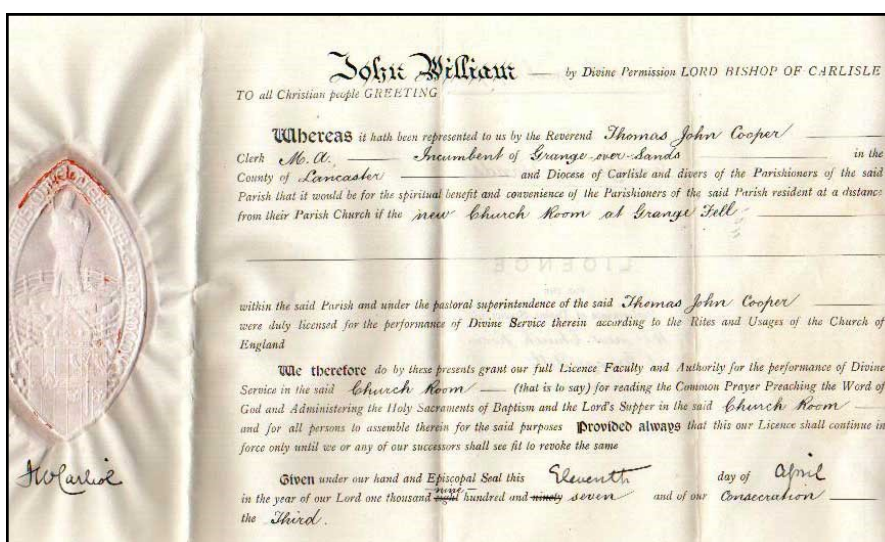 John William — by Divine Permission LORD BISHOP OF CARLISLE
TO all Christian people GREETING
Whereas it hath been represented to us by the Reverend Thomas John Cooper
Clerk M.A. Incumbent of Grange-over-Sands in the
County of Lancaster and Diocese of Carlisle and divers of the Parishioners of the said
Parish that it would be for the spiritual benefit and convenience of the Parishioners of the said Parish resident at a distance
from their Parish Church if the new Church Room at Grange Fell
LICENCE
within the said Parish and under the pastoral superintendence of the said Thomas John Cooper
were duly licensed for the performance of Divine Service therein according to the Rites and Usages of the Church of
England
We therefore do by these presents grant our full Licence Faculty and Authority for the performance of Divine
Service in the said Church Room — (that is to say) for reading the Common Prayer Preaching the Word of
God and Administering the Holy Sacraments of Baptism and the Lord's Supper in the said Church Room —
and for all persons to assemble therein for the said purposes Provided always that this our Licence shall continue in
force only until we or any of our successors shall see fit to revoke the same
JW Carliol
Given under our hand and Episcopal Seal this Eleventh day of April
nine
in the year of our Lord one thousand eight hundred and ninety seven and of our Consecration
the Third.